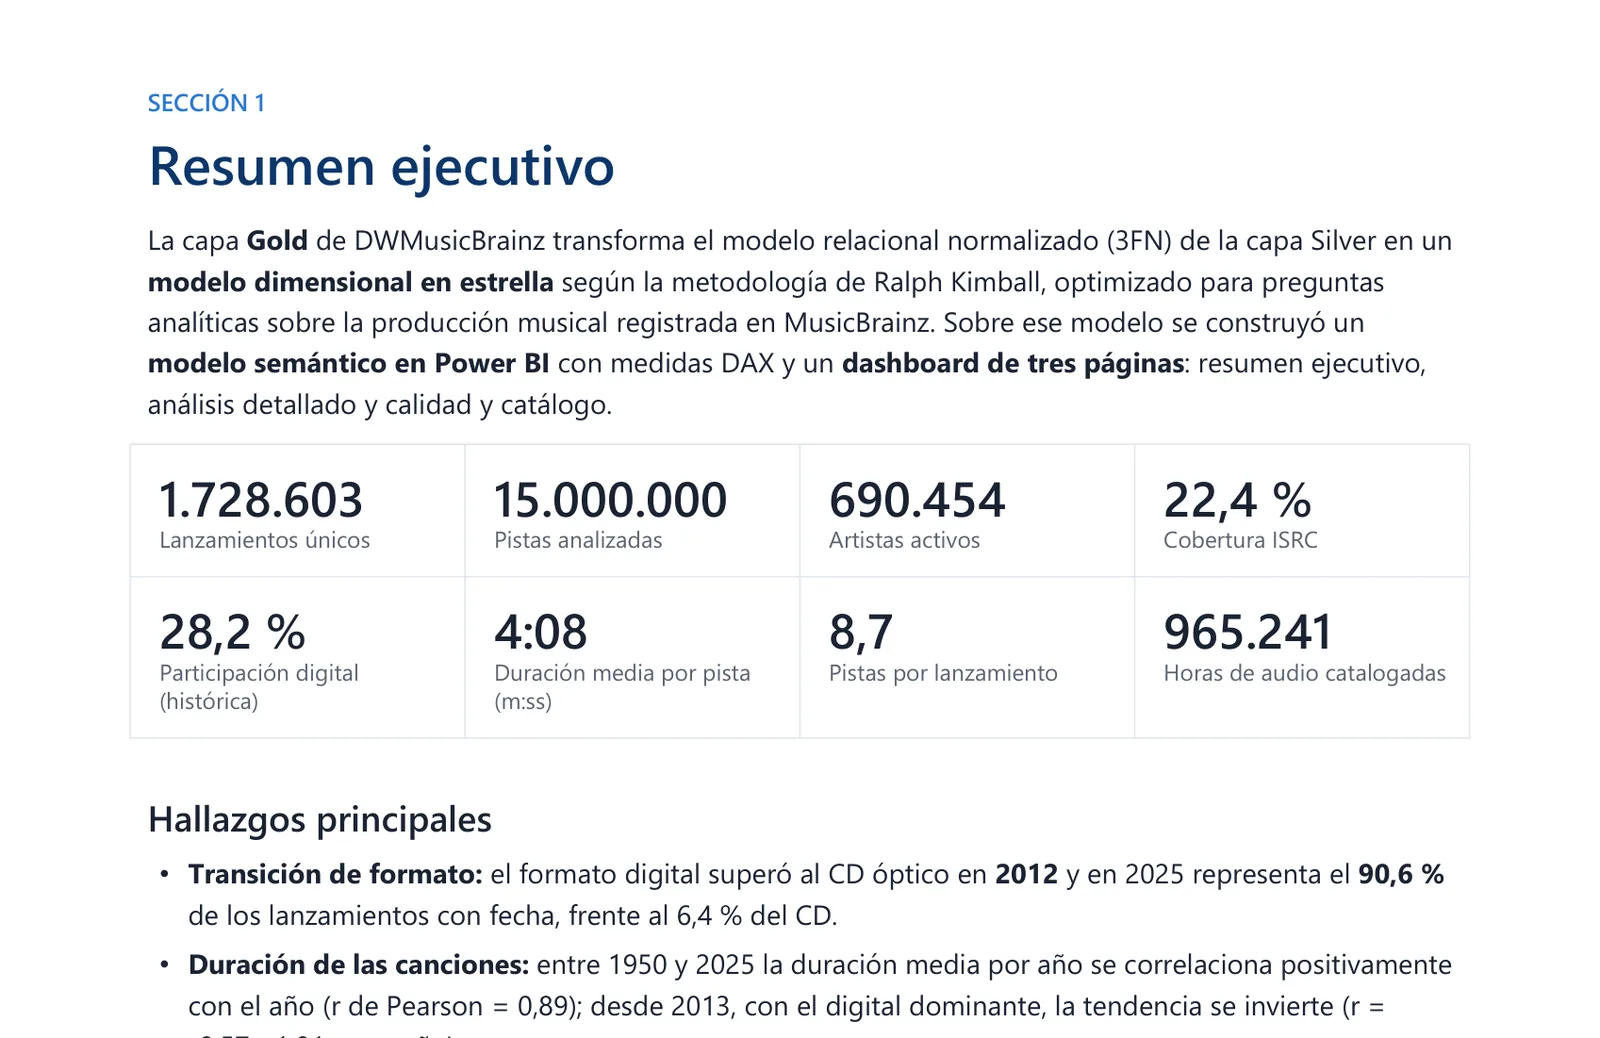 SECCIÓN 1
Resumen ejecutivo
La capa Gold de DWMusicBrainz transforma el modelo relacional normalizado (3FN) de la capa Silver en un
modelo dimensional en estrella según la metodología de Ralph Kimball, optimizado para preguntas
analíticas sobre la producción musical registrada en MusicBrainz. Sobre ese modelo se construyó un
modelo semántico en Power BI con medidas DAX y un dashboard de tres páginas: resumen ejecutivo,
análisis detallado y calidad y catálogo.
1.728.603
Lanzamientos únicos
15.000.000
Pistas analizadas
690.454
Artistas activos
22,4 %
Cobertura ISRC
28,2 %
Participación digital
(histórica)
4:08
Duración media por pista
(m:ss)
8,7
Pistas por lanzamiento
965.241
Horas de audio catalogadas
Hallazgos principales
• Transición de formato: el formato digital superó al CD óptico en 2012 y en 2025 representa el 90,6 %
de los lanzamientos con fecha, frente al 6,4 % del CD.
• Duración de las canciones: entre 1950 y 2025 la duración media por año se correlaciona positivamente
con el año (r de Pearson = 0,89); desde 2013, con el digital dominante, la tendencia se invierte (r =